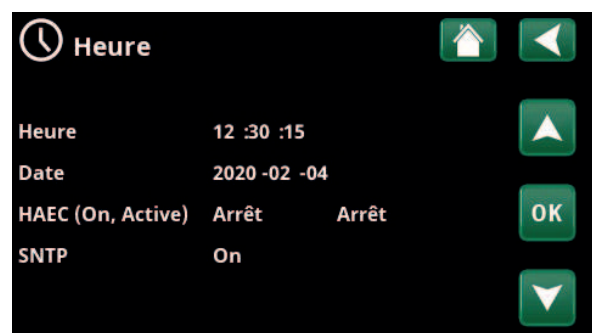 Heure
Heure 12 :30 :15
Date 2020 -02 -04
HAEC (On, Active) Arrêt Arrêt
OK
SNTP On